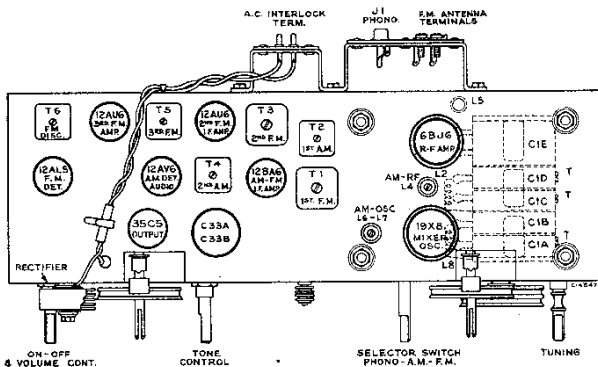 A.C. INTERLOCK
TERM.
J1
PHONO.
F.M. ANTENNA
TERMINALS
T6
FM
DISC.
12AU6
3RD F.M.
AMP.
T5
3RD F.M.
12AU6
2ND F.M.
I.F. AMP.
T3
2ND F.M.
T2
1ST A.M.
6BJ6
R-F AMP.
L5
C1E
12AL5
F.M.
DET.
12AV6
AM DET.
AUDIO
T4
2ND A.M.
12BA6
AM-FM
I.F. AMP.
T1
1ST F.M.
AM-RF
L4
L2
C1D
T
C1C
T
35C5
OUTPUT
C33A
C33B
AM-OSC
L6-L7
19X8
MIXER
OSC.
C1B
C1A
T
L8
RECTIFIER
ON-OFF
& VOLUME CONT.
TONE
CONTROL
SELECTOR SWITCH
PHONO-A.M.-F.M.
TUNING